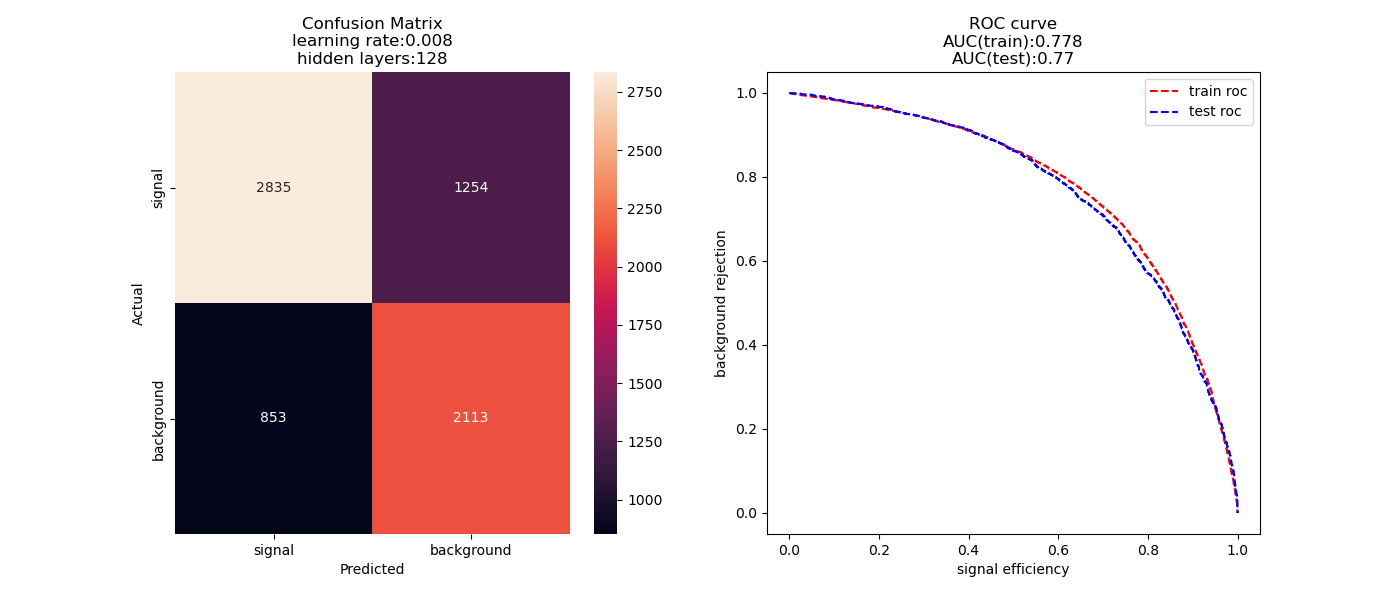 Confusion Matrix
learning rate:0.008
hidden layers:128
signal
background
Actual
2835
1254
853
2113
signal
background
Predicted
2750
2500
2250
2000
1750
1500
1250
1000
ROC curve
AUC(train):0.778
AUC(test):0.77
train roc
test roc
background rejection
1.0
0.8
0.6
0.4
0.2
0.0
0.0 0.2 0.4 0.6 0.8 1.0
signal efficiency